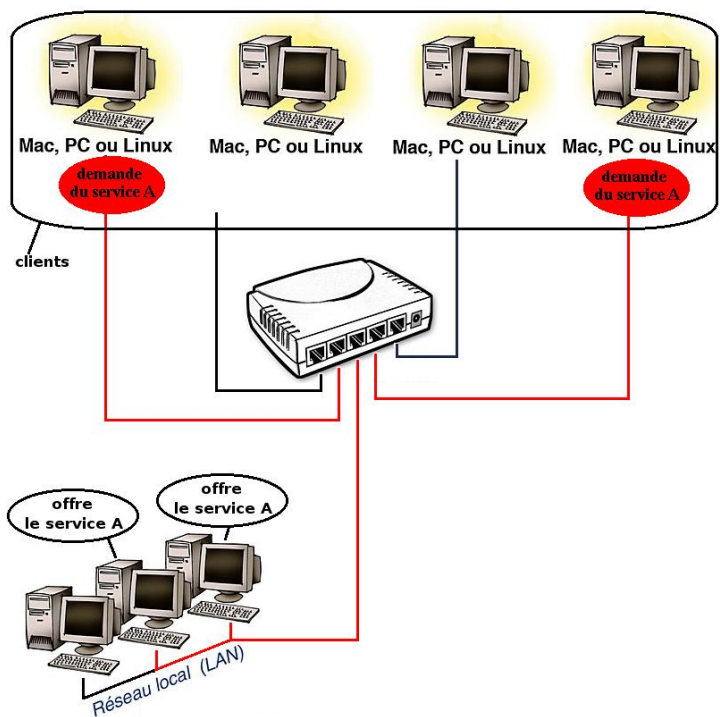 Mac, PC ou Linux
Mac, PC ou Linux
Mac, PC ou Linux
Mac, PC ou Linux
demande
du service A
demande
du service A
clients
offre
le service A
offre
le service A
Réseau local (LAN)